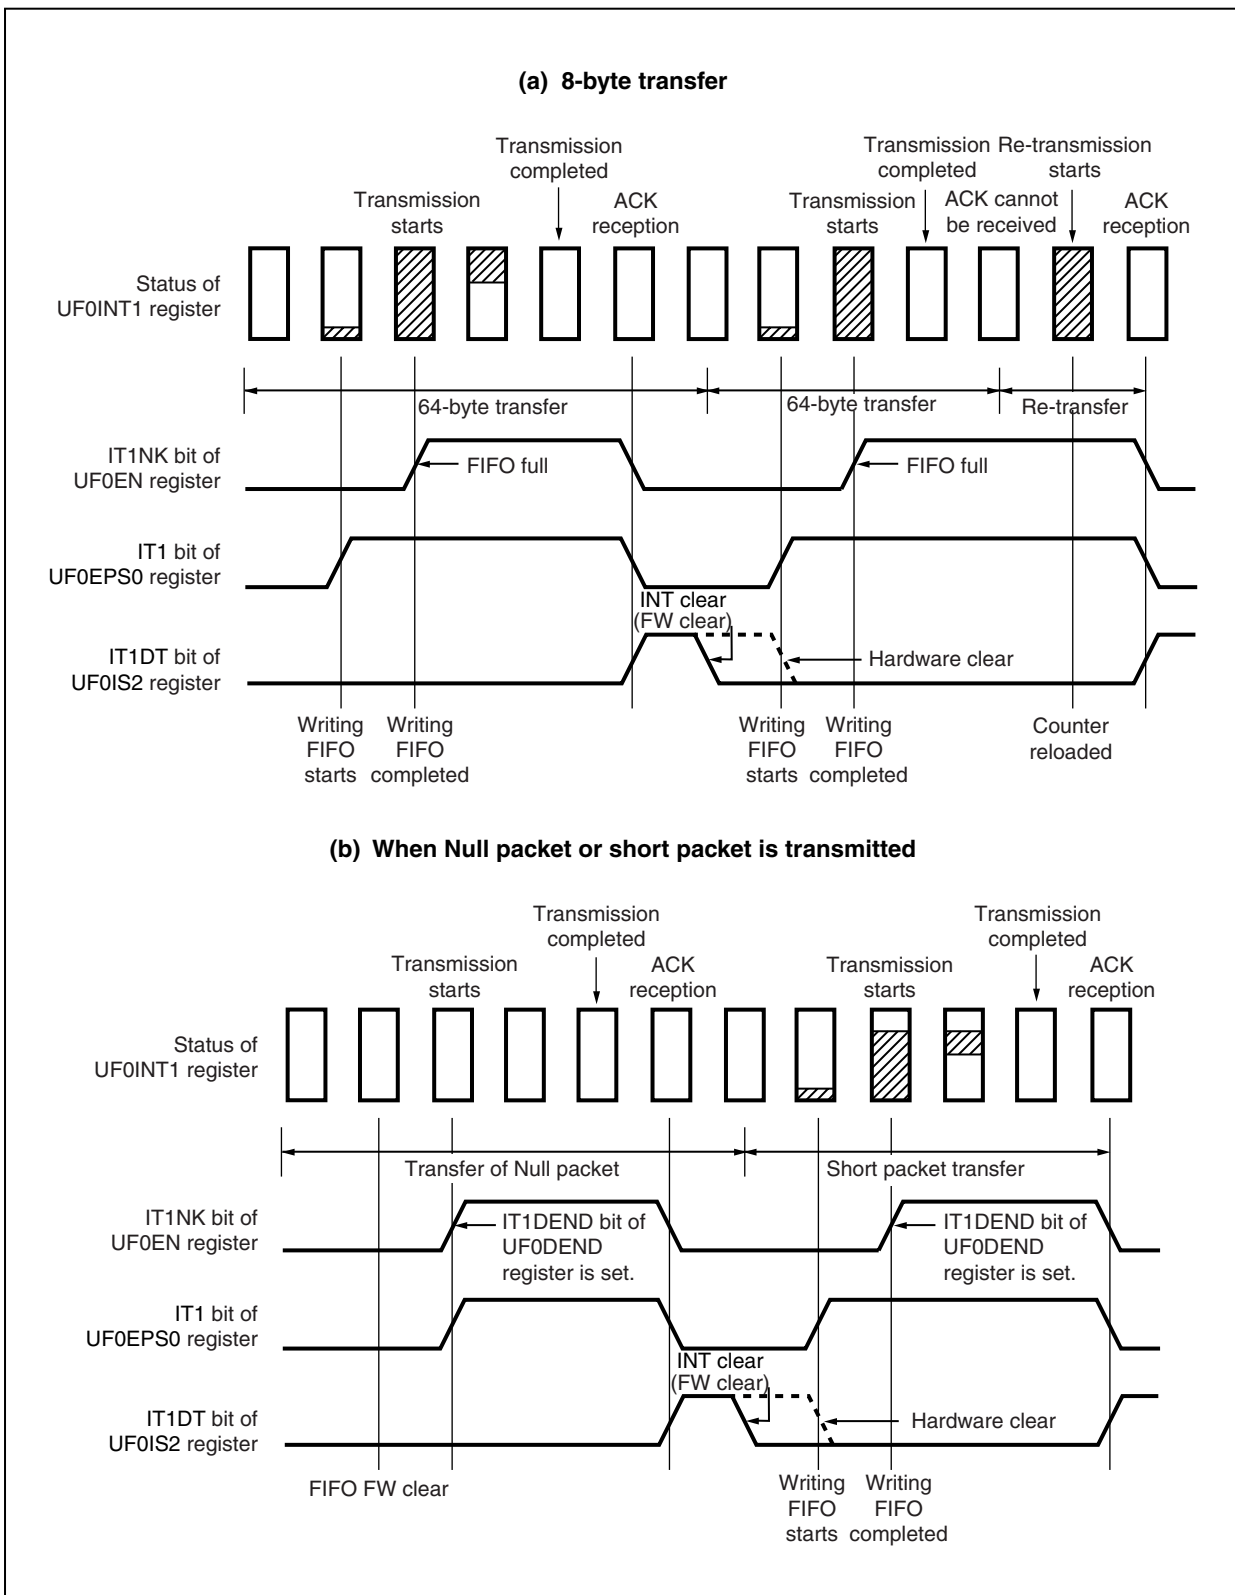 (a) 8-byte transfer
Transmission
completed
Transmission
completed
Re-transmission
starts
Transmission
starts
ACK
reception
Transmission
starts
ACK cannot
be received
ACK
reception
Status of
UF0INT1 register
64-byte transfer
64-byte transfer
Re-transfer
IT1NK bit of
UF0EN register
FIFO full
FIFO full
IT1 bit of
UF0EPS0 register
INT clear
(FW clear)
IT1DT bit of
UF0IS2 register
Hardware clear
Writing
FIFO
starts
Writing
FIFO
completed
Writing
FIFO
starts
Writing
FIFO
completed
Counter
reloaded
(b) When Null packet or short packet is transmitted
Transmission
completed
Transmission
completed
Transmission
starts
ACK
reception
Transmission
starts
ACK
reception
Status of
UF0INT1 register
Transfer of Null packet
Short packet transfer
IT1NK bit of
UF0EN register
IT1DEND bit of
UF0DEND
register is set.
IT1DEND bit of
UF0DEND
register is set.
IT1 bit of
UF0EPS0 register
INT clear
(FW clear)
IT1DT bit of
UF0IS2 register
Hardware clear
FIFO FW clear
Writing
FIFO
starts
Writing
FIFO
completed